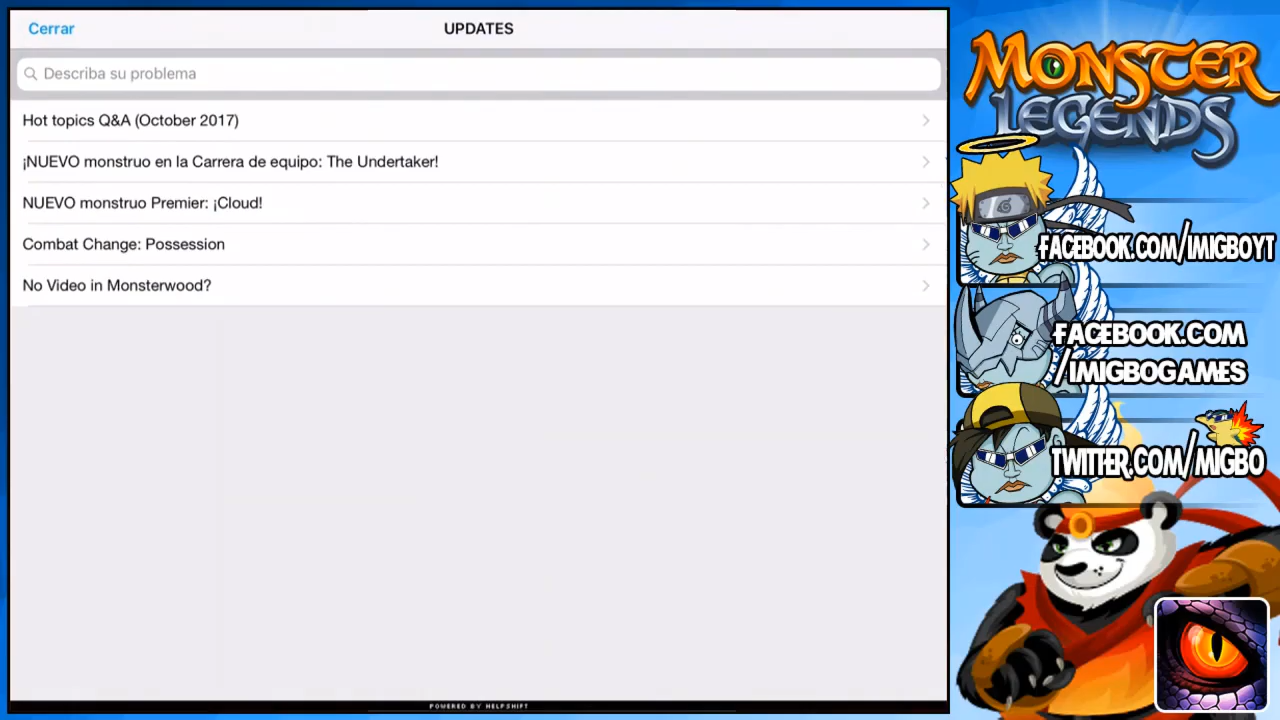 Cerrar
UPDATES
Describa su problema
Hot topics Q&A (October 2017)
¡NUEVO monstruo en la Carrera de equipo: The Undertaker!
NUEVO monstruo Premier: ¡Cloud!
Combat Change: Possession
No Video in Monsterwood?
POWERED BY HELPSHIFT
MONSTER
LEGENDS
FACEBOOK.COM/IMIGBOYT
FACEBOOK.COM
/IMIGBOGAMES
TWITTER.COM/MIGBO